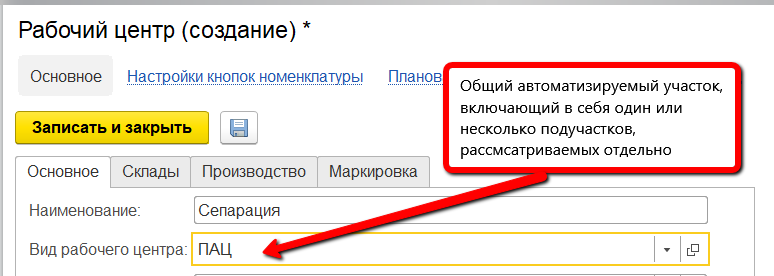 Рабочий центр (создание) *
Основное Настройки кнопок номенклатуры
Общий автоматизируемый участок,
включающий в себя один или
несколько подучастков,
рассмсатриваемых отдельно
Записать и закрыть
Основное Склады Производство Маркировка
Наименование: Сепарация
Вид рабочего центра: ПАЦ